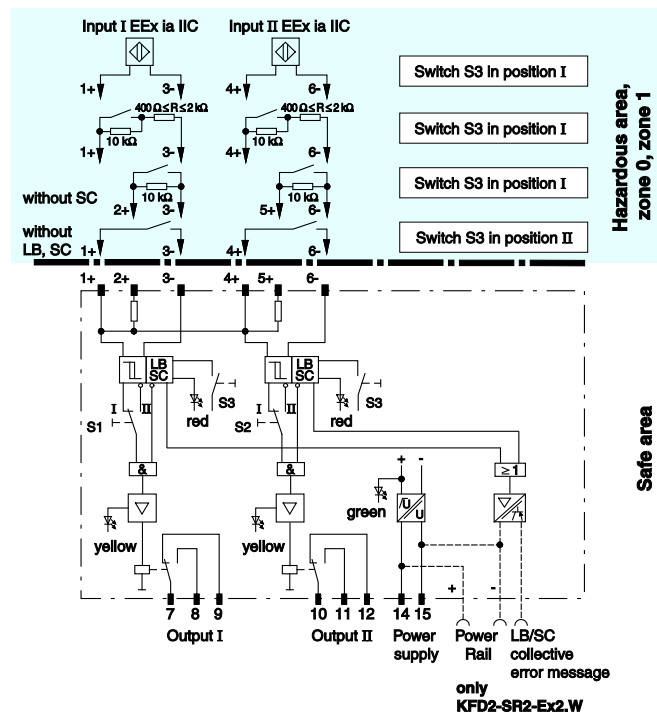 Input I EEx ia IIC Input II EEx ia IIC
1+ 3- 4+ 6- Switch S3 in position I
400 Ω≤R≤2 kΩ 400 Ω≤R≤2 kΩ
10 kΩ 10 kΩ Switch S3 in position I
1+ 3- 4+ 6-
without SC 10 kΩ 10 kΩ Switch S3 in position I
2+ 3- 5+ 6-
without
LB, SC 1+ 3- 4+ 6- Switch S3 in position II
Hazardous area,
zone 0, zone 1
1+ 2+ 3- 4+ 5+ 6-
LB LB
SC SC
I II S3 I II S3
S1 red S2 red
Safe area
& & + - ≥1
green U
U
yellow yellow
+ -
7 8 9 10 11 12 14 15
Output I Output II Power Power LB/SC
supply Rail collective
error message
only
KFD2-SR2-Ex2.W